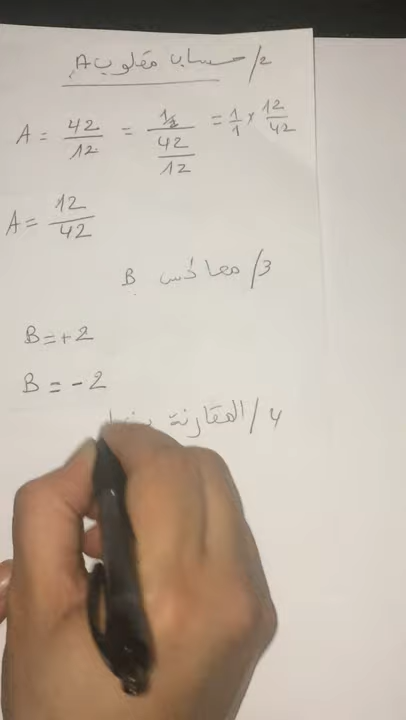 2/ حساب مقلوب A
A = 42/12 = 1/(42/12) = 1/1 × 12/42
A = 12/42
3/ معاكس B
B = +2
B = -2
4/ المقارنة